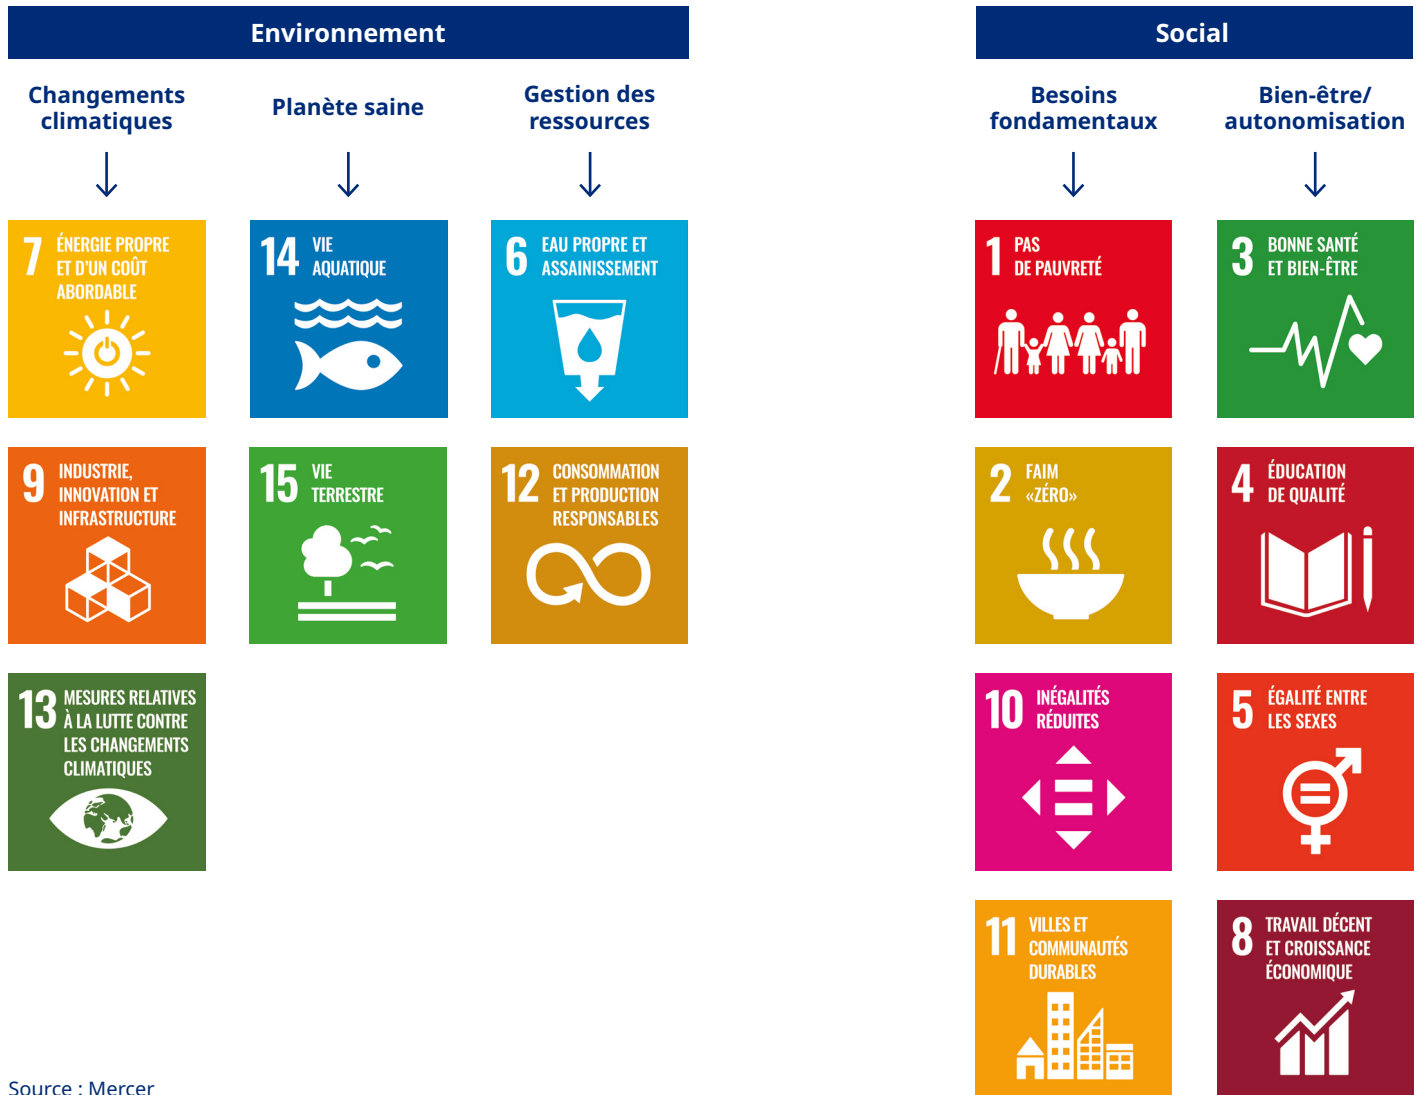 Environnement
Changements
climatiques
Planète saine
Gestion des
ressources
7 ÉNERGIE PROPRE
ET D'UN COÛT
ABORDABLE
14 VIE
AQUATIQUE
6 EAU PROPRE ET
ASSAINISSEMENT
9 INDUSTRIE,
INNOVATION ET
INFRASTRUCTURE
15 VIE
TERRESTRE
12 CONSOMMATION
ET PRODUCTION
RESPONSABLES
13 MESURES RELATIVES
À LA LUTTE CONTRE
LES CHANGEMENTS
CLIMATIQUES
Social
Besoins
fondamentaux
Bien-être/
autonomisation
1 PAS
DE PAUVRETÉ
3 BONNE SANTÉ
ET BIEN-ÊTRE
2 FAIM
«ZÉRO»
4 ÉDUCATION
DE QUALITÉ
10 INÉGALITÉS
RÉDUITES
5 ÉGALITÉ ENTRE
LES SEXES
11 VILLES ET
COMMUNAUTÉS
DURABLES
8 TRAVAIL DÉCENT
ET CROISSANCE
ÉCONOMIQUE
Source : Mercer